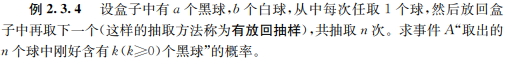 例 2.3.4 设盒子中有 a 个黑球,b 个白球,从中每次任取 1 个球,然后放回盒
子中再取下一个(这样的抽取方法称为有放回抽样),共抽取 n 次。求事件 A“取出的
n 个球中刚好含有 k(k≥0)个黑球”的概率。